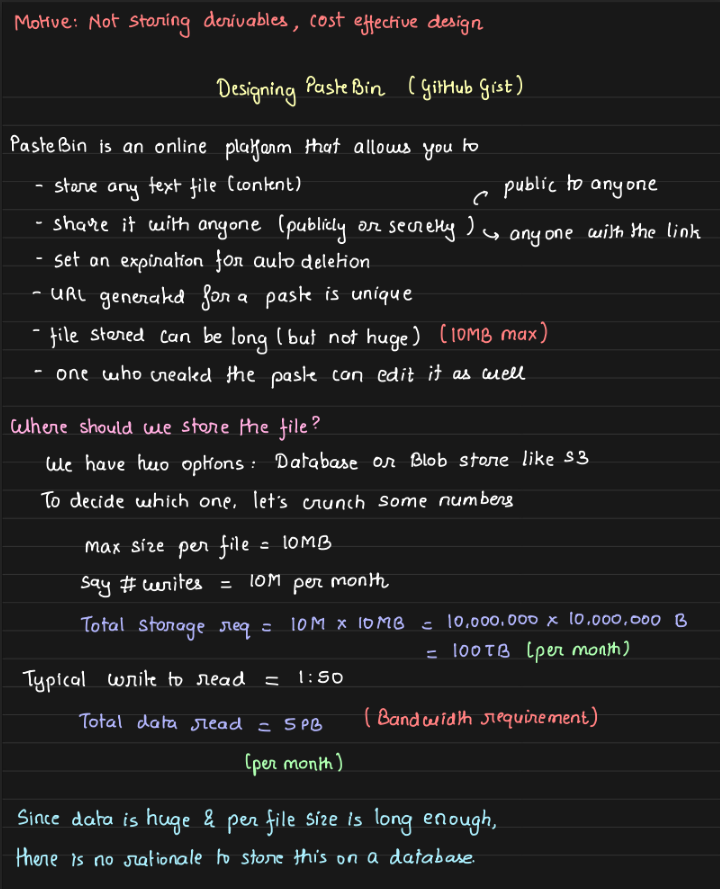 Motive: Not storing derivables, cost effective design
Designing PasteBin (GitHub Gist)
PasteBin is an online platform that allows you to
- store any text file (content)
public to anyone
- share it with anyone (publicly or secretly)
anyone with the link
- set an expiration for auto deletion
- URL generated for a paste is unique
- file stored can be long (but not huge) (10MB max)
- one who created the paste can edit it as well
Where should we store the file?
We have two options: Database or Blob store like S3
To decide which one, let's crunch some numbers
max size per file = 10MB
say # writes = 10M per month
Total storage req = 10M x 10MB = 10,000,000 x 10,000,000 B
= 100TB (per month)
Typical write to read = 1:50
Total data read = 5PB (Bandwidth requirement)
(per month)
Since data is huge & per file size is long enough,
there is no rationale to store this on a database.